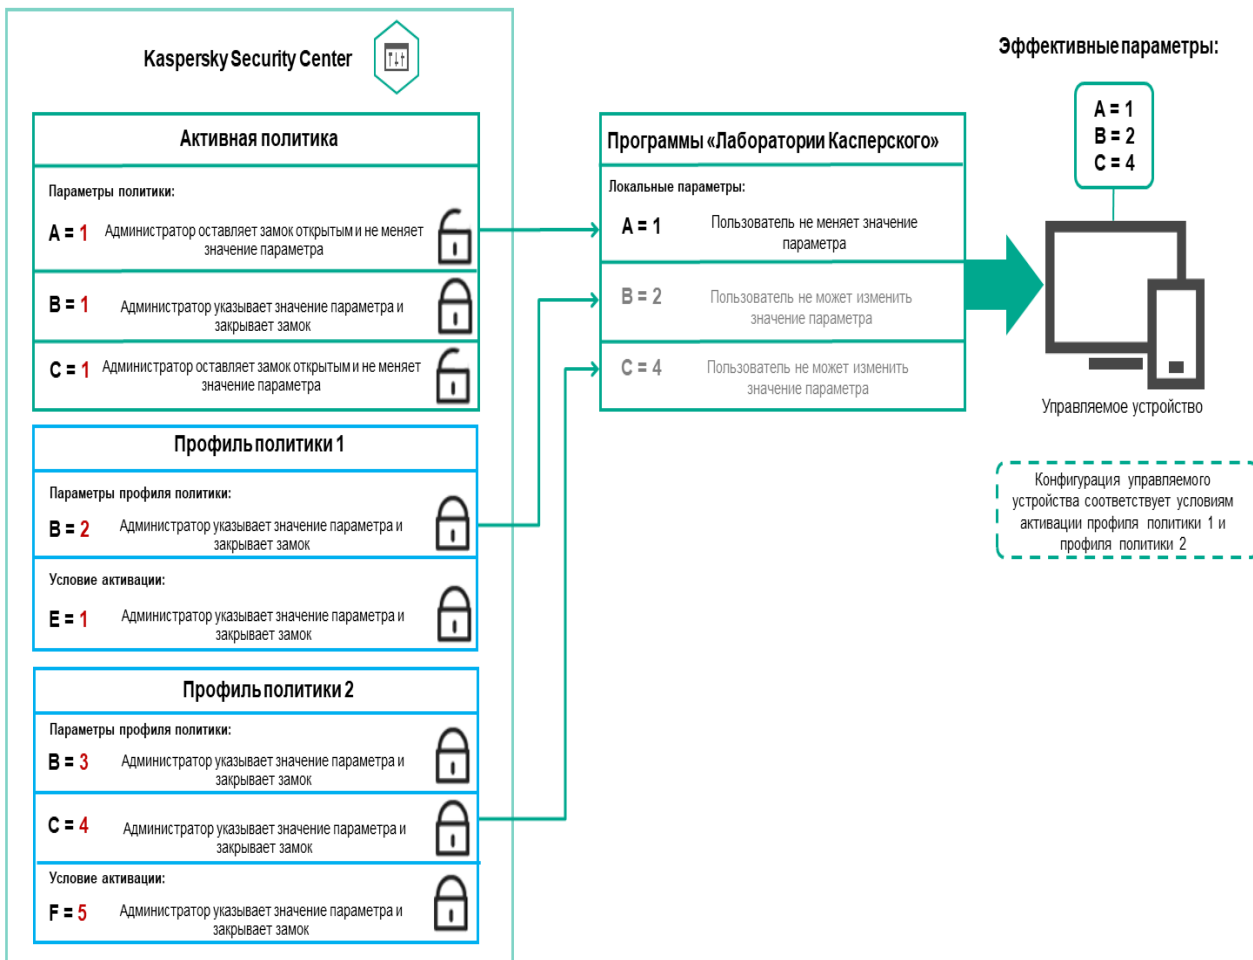 Kaspersky Security Center
Активная политика
Параметры политики:
A = 1
Администратор оставляет замок открытым и не меняет
значение параметра
B = 1
Администратор указывает значение параметра и
закрывает замок
C = 1
Администратор оставляет замок открытым и не меняет
значение параметра
Профиль политики 1
Параметры профиля политики:
B = 2
Администратор указывает значение параметра и
закрывает замок
Условие активации:
E = 1
Администратор указывает значение параметра и
закрывает замок
Профиль политики 2
Параметры профиля политики:
B = 3
Администратор указывает значение параметра и
закрывает замок
C = 4
Администратор указывает значение параметра и
закрывает замок
Условие активации:
F = 5
Администратор указывает значение параметра и
закрывает замок
Программы «Лаборатории Касперского»
Локальные параметры:
A = 1
Пользователь не меняет значение
параметра
B = 2
Пользователь не может изменить
значение параметра
C = 4
Пользователь не может изменить
значение параметра
Эффективные параметры:
A = 1
B = 2
C = 4
Управляемое устройство
Конфигурация управляемого
устройства соответствует условиям
активации профиля политики 1 и
профиля политики 2